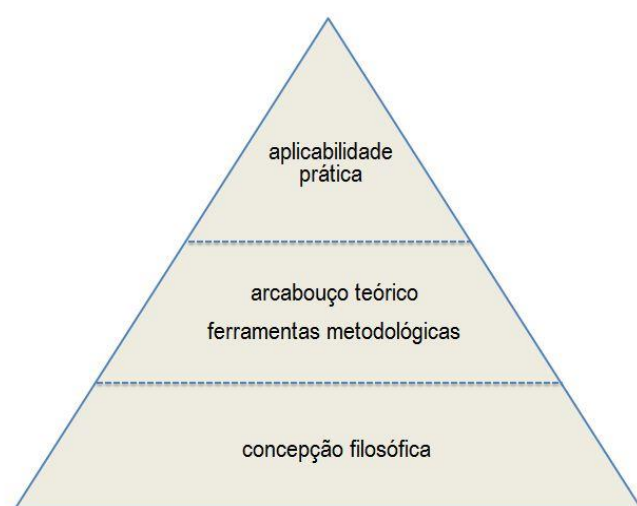 aplicabilidade
prática
arcabouço teórico
ferramentas metodológicas
concepção filosófica